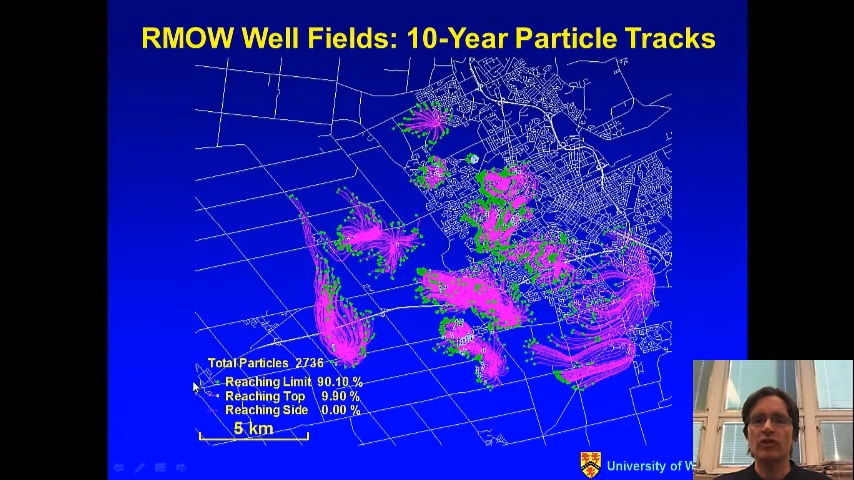 RMOW Well Fields: 10-Year Particle Tracks
Total Particles 2736
Reaching Limit 90.10 %
Reaching Top 9.90 %
Reaching Side 0.00 %
5 km
University of W